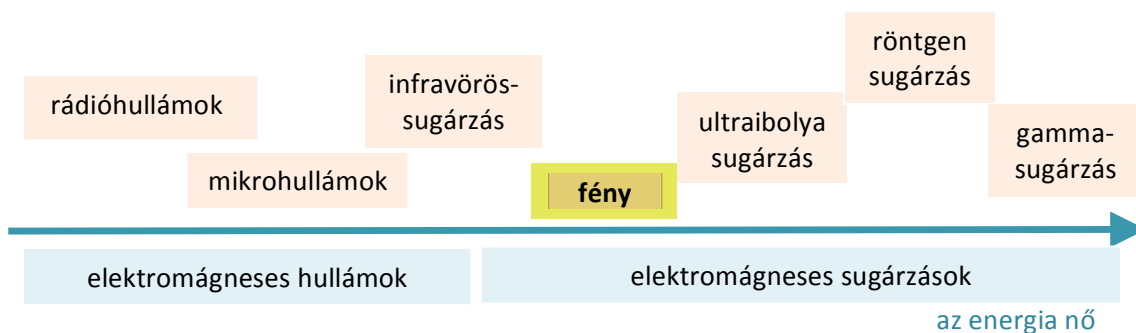 rádióhullámok
mikrohullámok
infravörös-
sugárzás
fény
ultraibolya
sugárzás
röntgen
sugárzás
gamma-
sugárzás
elektromágneses hullámok
elektromágneses sugárzások
az energia nő